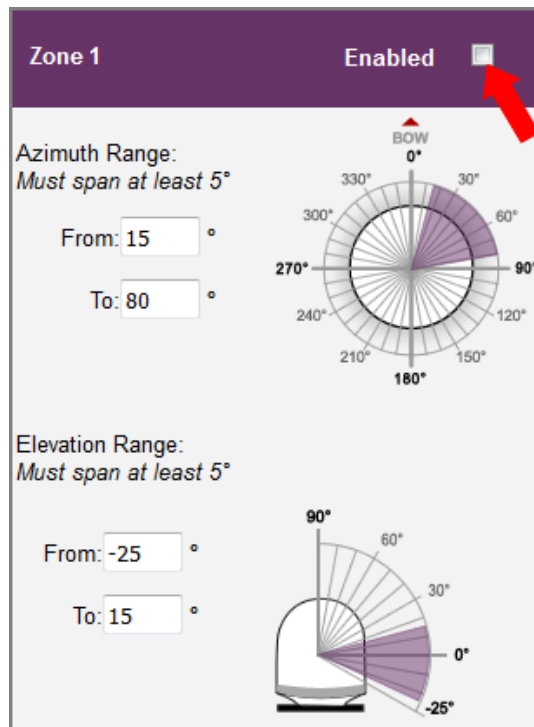 Zone 1 Enabled
Azimuth Range:
Must span at least 5°
From: 15 °
To: 80 °
BOW
0°
330° 30°
300° 60°
270° 90°
240° 120°
210° 150°
180°
Elevation Range:
Must span at least 5°
From: -25 °
To: 15 °
90°
60°
30°
0°
-25°